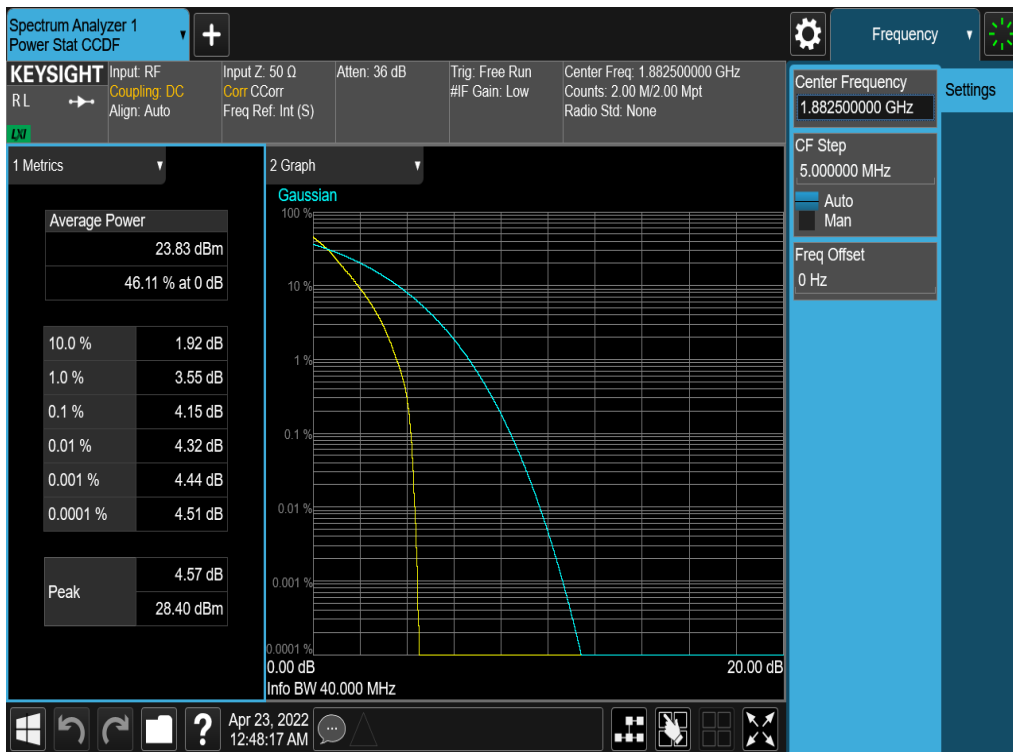 Spectrum Analyzer 1
Power Stat CCDF
+
Frequency
KEYSIGHT
RL
LXI
Input: RF
Coupling: DC
Align: Auto
Input Z: 50 Ω
Corr CCorr
Freq Ref: Int (S)
Atten: 36 dB
Trig: Free Run
#IF Gain: Low
Center Freq: 1.882500000 GHz
Counts: 2.00 M/2.00 Mpt
Radio Std: None
Center Frequency
1.882500000 GHz
Settings
CF Step
5.000000 MHz
Auto
Man
Freq Offset
0 Hz
1 Metrics
Average Power
23.83 dBm
46.11 % at 0 dB
10.0 % 1.92 dB
1.0 % 3.55 dB
0.1 % 4.15 dB
0.01 % 4.32 dB
0.001 % 4.44 dB
0.0001 % 4.51 dB
Peak
4.57 dB
28.40 dBm
2 Graph
Gaussian
100 %
10 %
1 %
0.1 %
0.01 %
0.001 %
0.0001 %
0.00 dB 20.00 dB
Info BW 40.000 MHz
?
Apr 23, 2022
12:48:17 AM